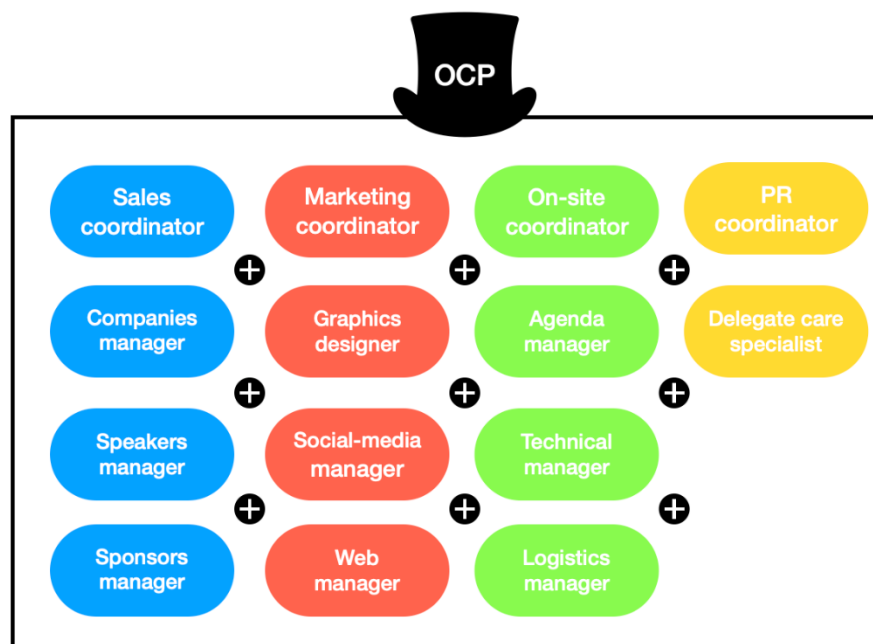 OCP
Sales
coordinator
Marketing
coordinator
On-site
coordinator
PR
coordinator
Companies
manager
Graphics
designer
Agenda
manager
Delegate care
specialist
Speakers
manager
Social-media
manager
Technical
manager
Sponsors
manager
Web
manager
Logistics
manager